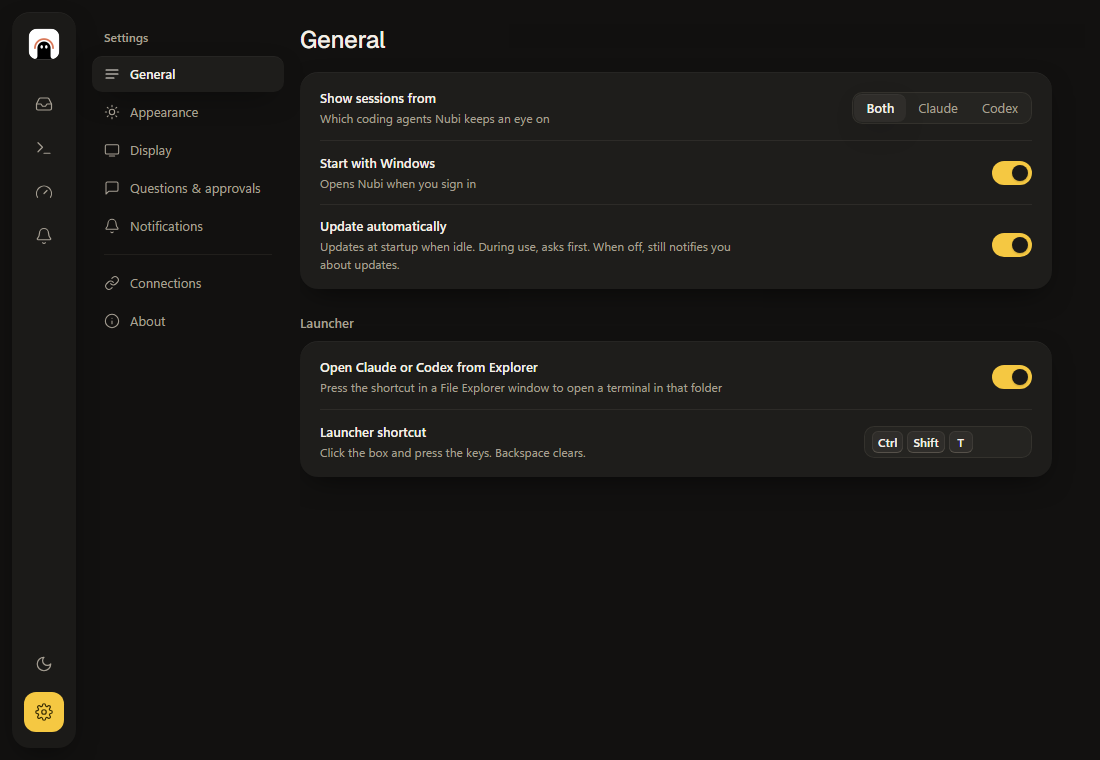 Settings
General
Appearance
Display
Questions & approvals
Notifications
Connections
About
General
Show sessions from
Which coding agents Nubi keeps an eye on
Both Claude Codex
Start with Windows
Opens Nubi when you sign in
Update automatically
Updates at startup when idle. During use, asks first. When off, still notifies you
about updates.
Launcher
Open Claude or Codex from Explorer
Press the shortcut in a File Explorer window to open a terminal in that folder
Launcher shortcut
Click the box and press the keys. Backspace clears.
Ctrl Shift T